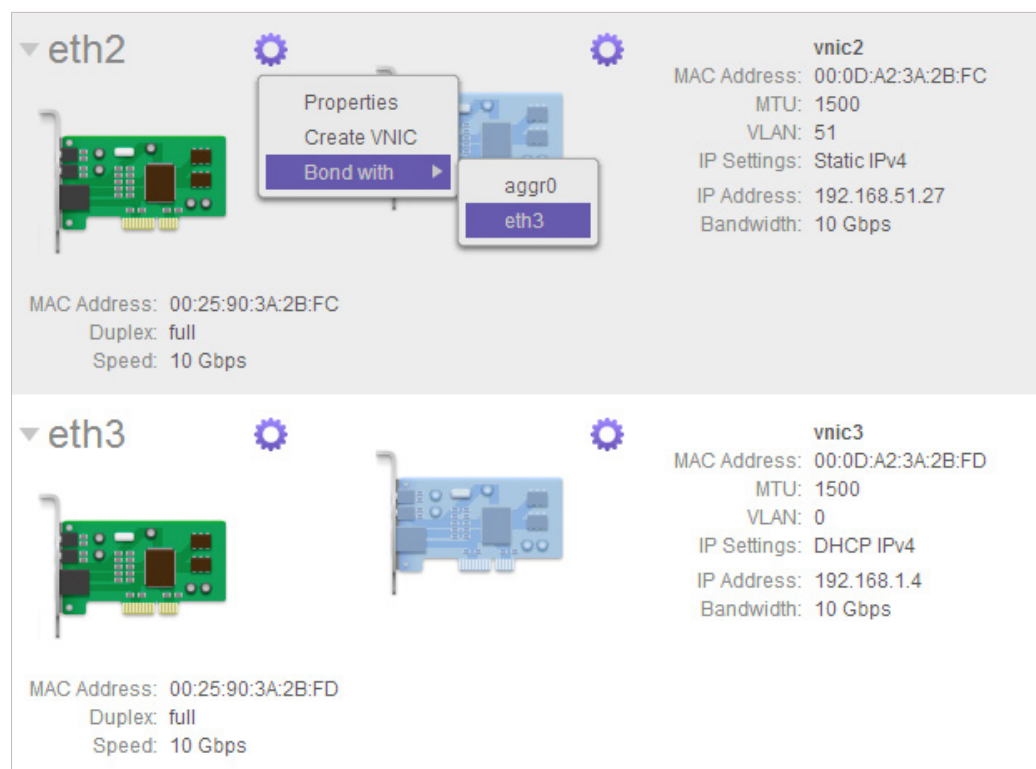 eth2
Properties
Create VNIC
Bond with
aggr0
eth3
vnic2
MAC Address: 00:0D:A2:3A:2B:FC
MTU: 1500
VLAN: 51
IP Settings: Static IPv4
IP Address: 192.168.51.27
Bandwidth: 10 Gbps
MAC Address: 00:25:90:3A:2B:FC
Duplex: full
Speed: 10 Gbps
eth3
vnic3
MAC Address: 00:0D:A2:3A:2B:FD
MTU: 1500
VLAN: 0
IP Settings: DHCP IPv4
IP Address: 192.168.1.4
Bandwidth: 10 Gbps
MAC Address: 00:25:90:3A:2B:FD
Duplex: full
Speed: 10 Gbps